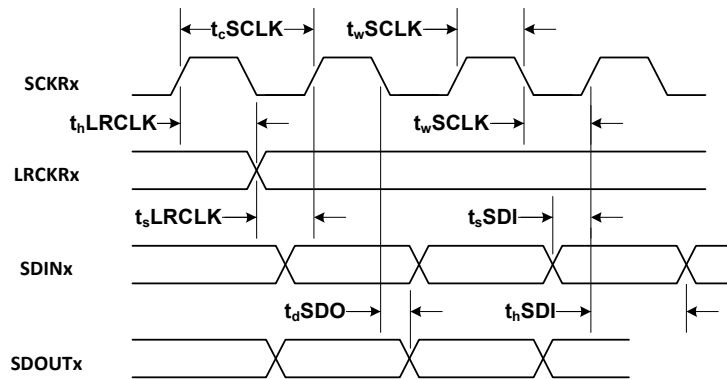 tcSCLK
twSCLK
SCKRx
thLRCLK
twSCLK
LRCKRx
tsLRCLK
tsSDI
SDINx
tdSDO
thSDI
SDOUTx